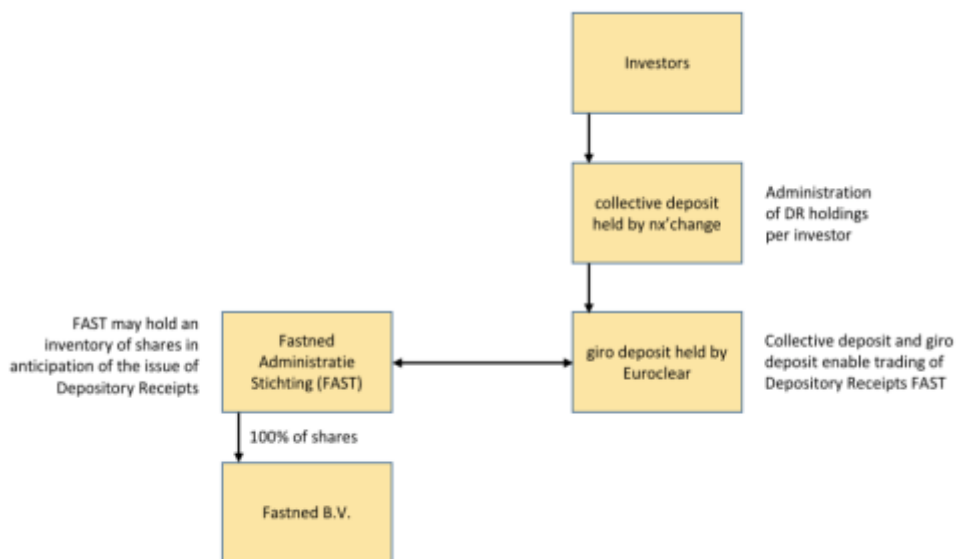 Investors
collective deposit
held by nx'change
Administration
of DR holdings
per investor
FAST may hold an
inventory of shares in
anticipation of the issue of
Depository Receipts
Fastned
Administratie
Stichting (FAST)
giro deposit held by
Euroclear
Collective deposit and giro
deposit enable trading of
Depository Receipts FAST
100% of shares
Fastned B.V.